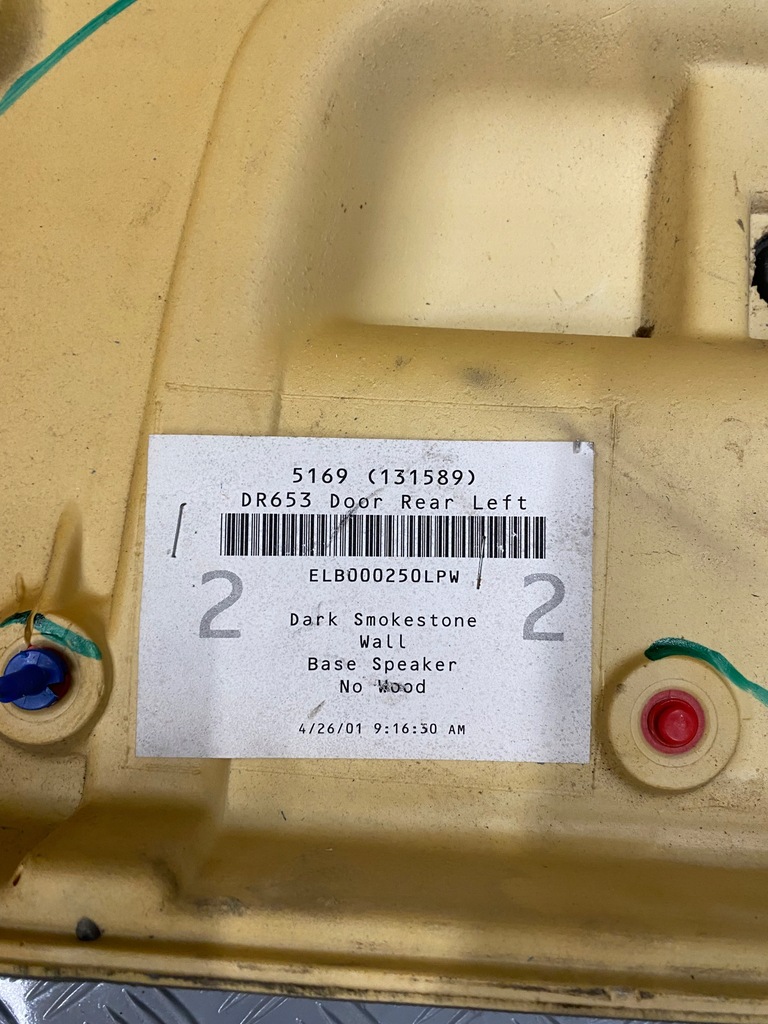 5169 (131589)
DR653 Door Rear Left
ELB000250LPW
2 2
Dark Smokestone
Wall
Base Speaker
No Wood
4/26/01 9:16:30 AM